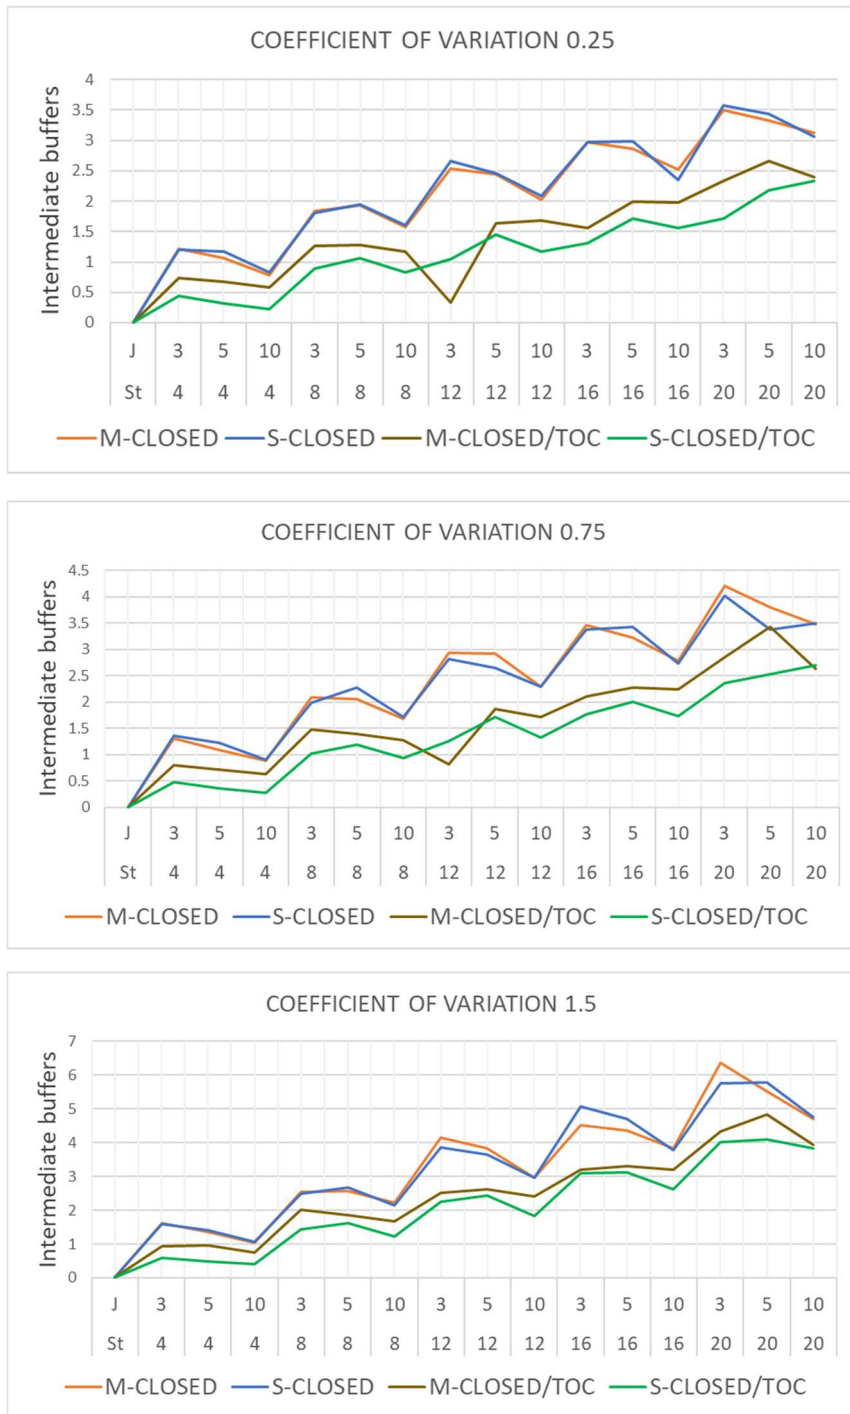 COEFFICIENT OF VARIATION 0.25
Intermediate buffers
4
3.5
3
2.5
2
1.5
1
0.5
0
J 3 5 10 3 5 10 3 5 10 3 5 10 3 5 10
St 4 4 4 8 8 8 12 12 12 16 16 16 20 20 20
M-CLOSED S-CLOSED M-CLOSED/TOC S-CLOSED/TOC
COEFFICIENT OF VARIATION 0.75
Intermediate buffers
4.5
4
3.5
3
2.5
2
1.5
1
0.5
0
J 3 5 10 3 5 10 3 5 10 3 5 10 3 5 10
St 4 4 4 8 8 8 12 12 12 16 16 16 20 20 20
M-CLOSED S-CLOSED M-CLOSED/TOC S-CLOSED/TOC
COEFFICIENT OF VARIATION 1.5
Intermediate buffers
7
6
5
4
3
2
1
0
J 3 5 10 3 5 10 3 5 10 3 5 10 3 5 10
St 4 4 4 8 8 8 12 12 12 16 16 16 20 20 20
M-CLOSED S-CLOSED M-CLOSED/TOC S-CLOSED/TOC